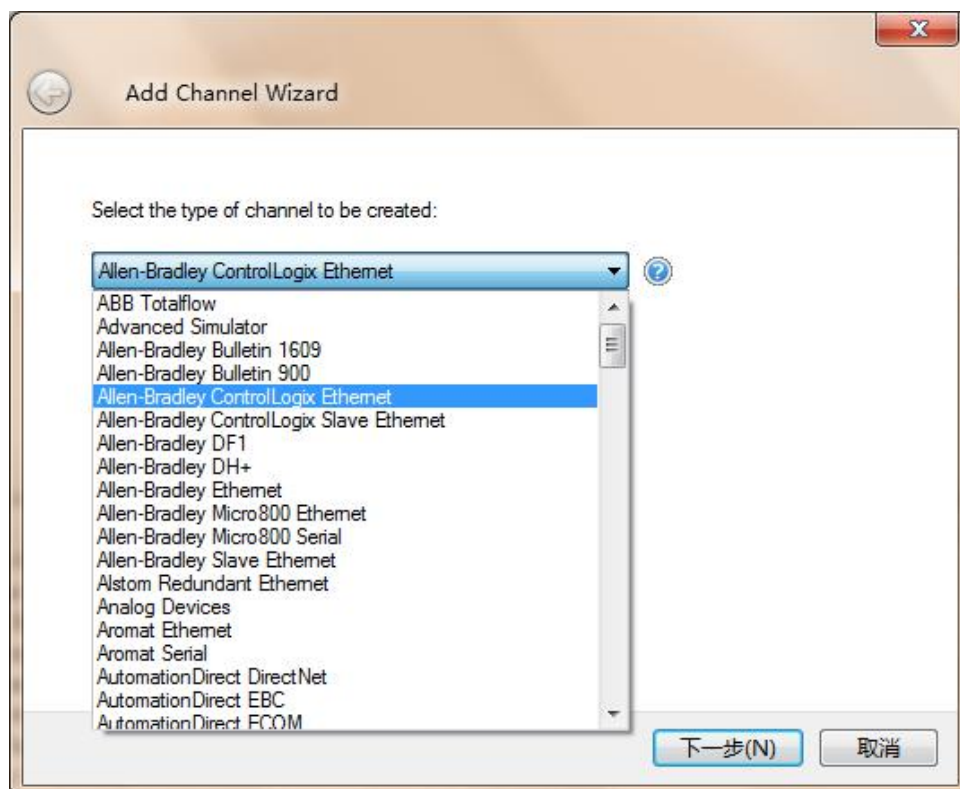 Add Channel Wizard
Select the type of channel to be created:
Allen-Bradley ControlLogix Ethernet
ABB Totalflow
Advanced Simulator
Allen-Bradley Bulletin 1609
Allen-Bradley Bulletin 900
Allen-Bradley ControlLogix Ethernet
Allen-Bradley ControlLogix Slave Ethernet
Allen-Bradley DF1
Allen-Bradley DH+
Allen-Bradley Ethernet
Allen-Bradley Micro800 Ethernet
Allen-Bradley Micro800 Serial
Allen-Bradley Slave Ethernet
Alstom Redundant Ethernet
Analog Devices
Aromat Ethernet
Aromat Serial
AutomationDirect DirectNet
AutomationDirect EBC
AutomationDirect ECOM
下一步(N) 取消